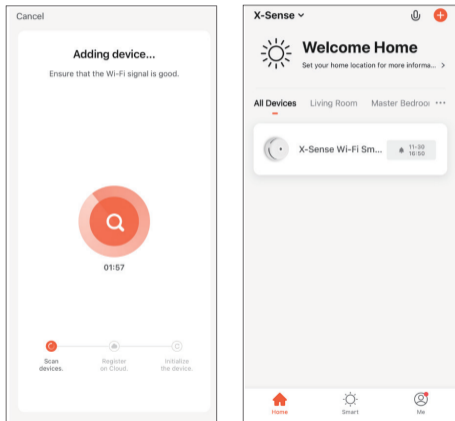 Cancel
Adding device...
Ensure that the Wi-Fi signal is good.
01:57
Scan
devices.
Register
on Cloud.
Initialize
the device.
X-Sense
Welcome Home
Set your home location for more informa...
All Devices
Living Room
Master Bedroo
X-Sense Wi-Fi Sm...
11-30
16:50
Home
Smart
Me